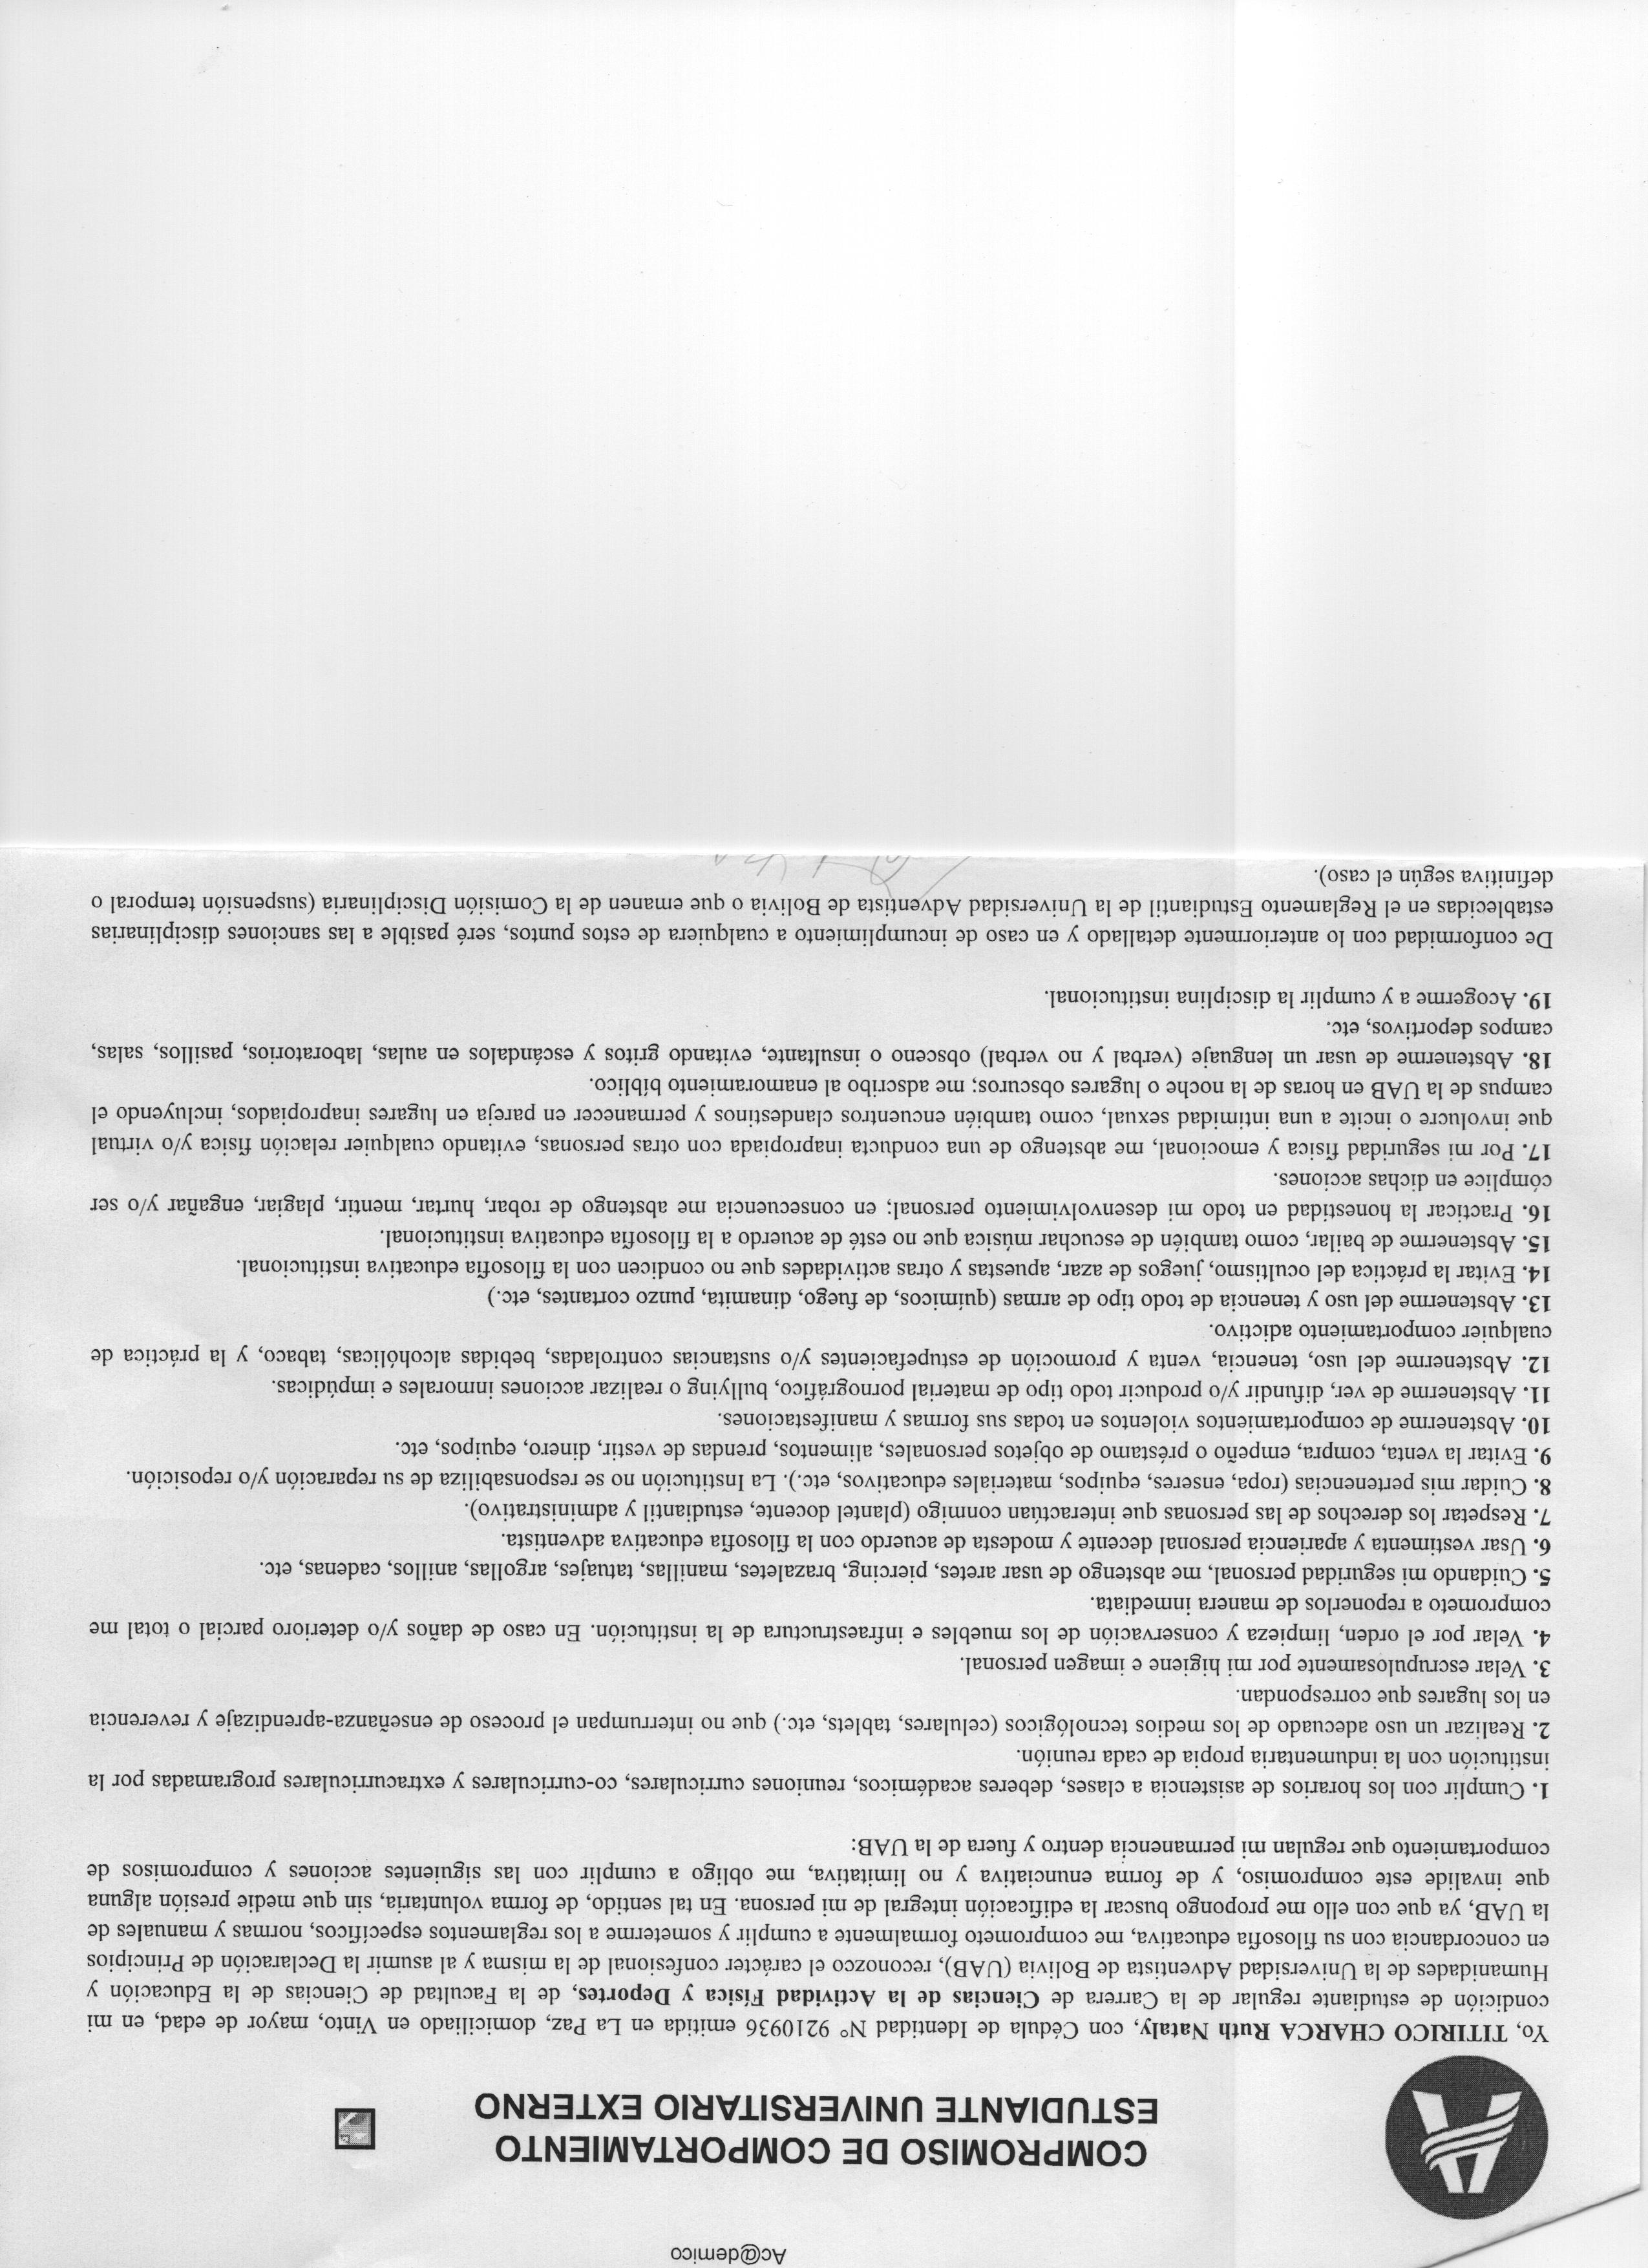 Ac@demico
COMPROMISO DE COMPORTAMIENTO
ESTUDIANTE UNIVERSITARIO EXTERNO
Yo, TITIRICO CHARCA Ruth Nataly, con Cédula de Identidad N° 9210936 emitida en La Paz, domiciliado en Vinto, mayor de edad, en mi
condición de estudiante regular de la Carrera de Ciencias de la Actividad Física y Deportes, de la Facultad de Ciencias de la Educación y
Humanidades de la Universidad Adventista de Bolivia (UAB), reconozco el carácter confesional de la misma y al asumir la Declaración de Principios
en concordancia con su filosofía educativa, me comprometo formalmente a cumplir y someterme a los reglamentos específicos, normas y manuales de
la UAB, ya que con ello me propongo buscar la edificación integral de mi persona. En tal sentido, de forma voluntaria, sin que medie presión alguna
que invalide este compromiso, y de forma enunciativa y no limitativa, me obligo a cumplir con las siguientes acciones y compromisos de
comportamiento que regulan mi permanencia dentro y fuera de la UAB:
1. Cumplir con los horarios de asistencia a clases, deberes académicos, reuniones curriculares, co-curriculares y extracurriculares programadas por la
institución con la indumentaria propia de cada reunión.
2. Realizar un uso adecuado de los medios tecnológicos (celulares, tablets, etc.) que no interrumpan el proceso de enseñanza-aprendizaje y reverencia
en los lugares que correspondan.
3. Velar escrupulosamente por mi higiene e imagen personal.
4. Velar por el orden, limpieza y conservación de los muebles e infraestructura de la institución. En caso de daños y/o deterioro parcial o total me
comprometo a reponerlos de manera inmediata.
5. Cuidando mi seguridad personal, me abstengo de usar aretes, piercing, brazaletes, manillas, tatuajes, argollas, anillos, cadenas, etc.
6. Usar vestimenta y apariencia personal decente y modesta de acuerdo con la filosofía educativa adventista.
7. Respetar los derechos de las personas que interactúan conmigo (plantel docente, estudiantil y administrativo).
8. Cuidar mis pertenencias (ropa, enseres, equipos, materiales educativos, etc.). La Institución no se responsabiliza de su reparación y/o reposición.
9. Evitar la venta, compra, empeño o préstamo de objetos personales, alimentos, prendas de vestir, dinero, equipos, etc.
10. Abstenerme de comportamientos violentos en todas sus formas y manifestaciones.
11. Abstenerme de ver, difundir y/o producir todo tipo de material pornográfico, bullying o realizar acciones inmorales e impúdicas.
12. Abstenerme del uso, tenencia, venta y promoción de estupefacientes y/o sustancias controladas, bebidas alcohólicas, tabaco, y la práctica de
cualquier comportamiento adictivo.
13. Abstenerme del uso y tenencia de todo tipo de armas (químicos, de fuego, dinamita, punzo cortantes, etc.)
14. Evitar la práctica del ocultismo, juegos de azar, apuestas y otras actividades que no condicen con la filosofía educativa institucional.
15. Abstenerme de bailar, como también de escuchar música que no esté de acuerdo a la filosofía educativa institucional.
16. Practicar la honestidad en todo mi desenvolvimiento personal; en consecuencia me abstengo de robar, hurtar, mentir, plagiar, engañar y/o ser
cómplice en dichas acciones.
17. Por mi seguridad física y emocional, me abstengo de una conducta inapropiada con otras personas, evitando cualquier relación física y/o virtual
que involucre o incite a una intimidad sexual, como también encuentros clandestinos y permanecer en pareja en lugares inapropiados, incluyendo el
campus de la UAB en horas de la noche o lugares obscuros; me adscribo al enamoramiento bíblico.
18. Abstenerme de usar un lenguaje (verbal y no verbal) obsceno o insultante, evitando gritos y escándalos en aulas, laboratorios, pasillos, salas,
campos deportivos, etc.
19. Acogerme a y cumplir la disciplina institucional.
De conformidad con lo anteriormente detallado y en caso de incumplimiento a cualquiera de estos puntos, seré pasible a las sanciones disciplinarias
establecidas en el Reglamento Estudiantil de la Universidad Adventista de Bolivia o que emanen de la Comisión Disciplinaria (suspensión temporal o
definitiva según el caso).